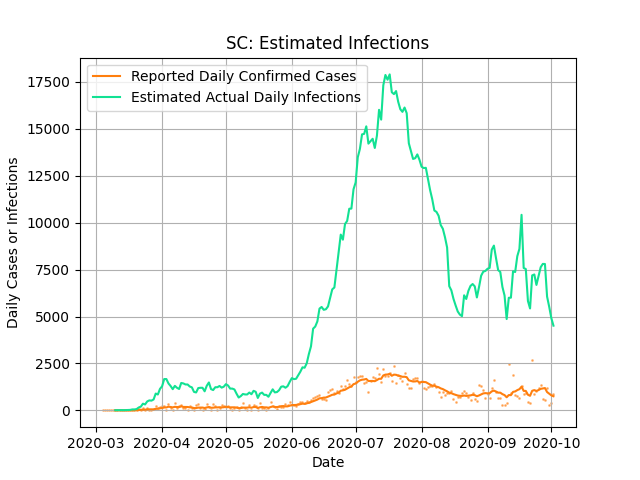 SC: Estimated Infections
Reported Daily Confirmed Cases
Estimated Actual Daily Infections
17500
15000
12500
10000
7500
5000
2500
0
Daily Cases or Infections
2020-03 2020-04 2020-05 2020-06 2020-07 2020-08 2020-09 2020-10
Date